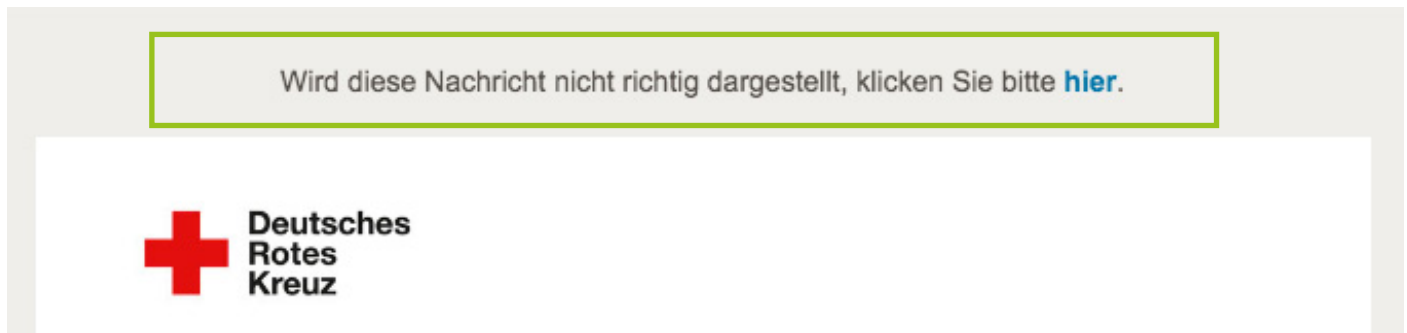 Wird diese Nachricht nicht richtig dargestellt, klicken Sie bitte hier.
Deutsches
Rotes
Kreuz